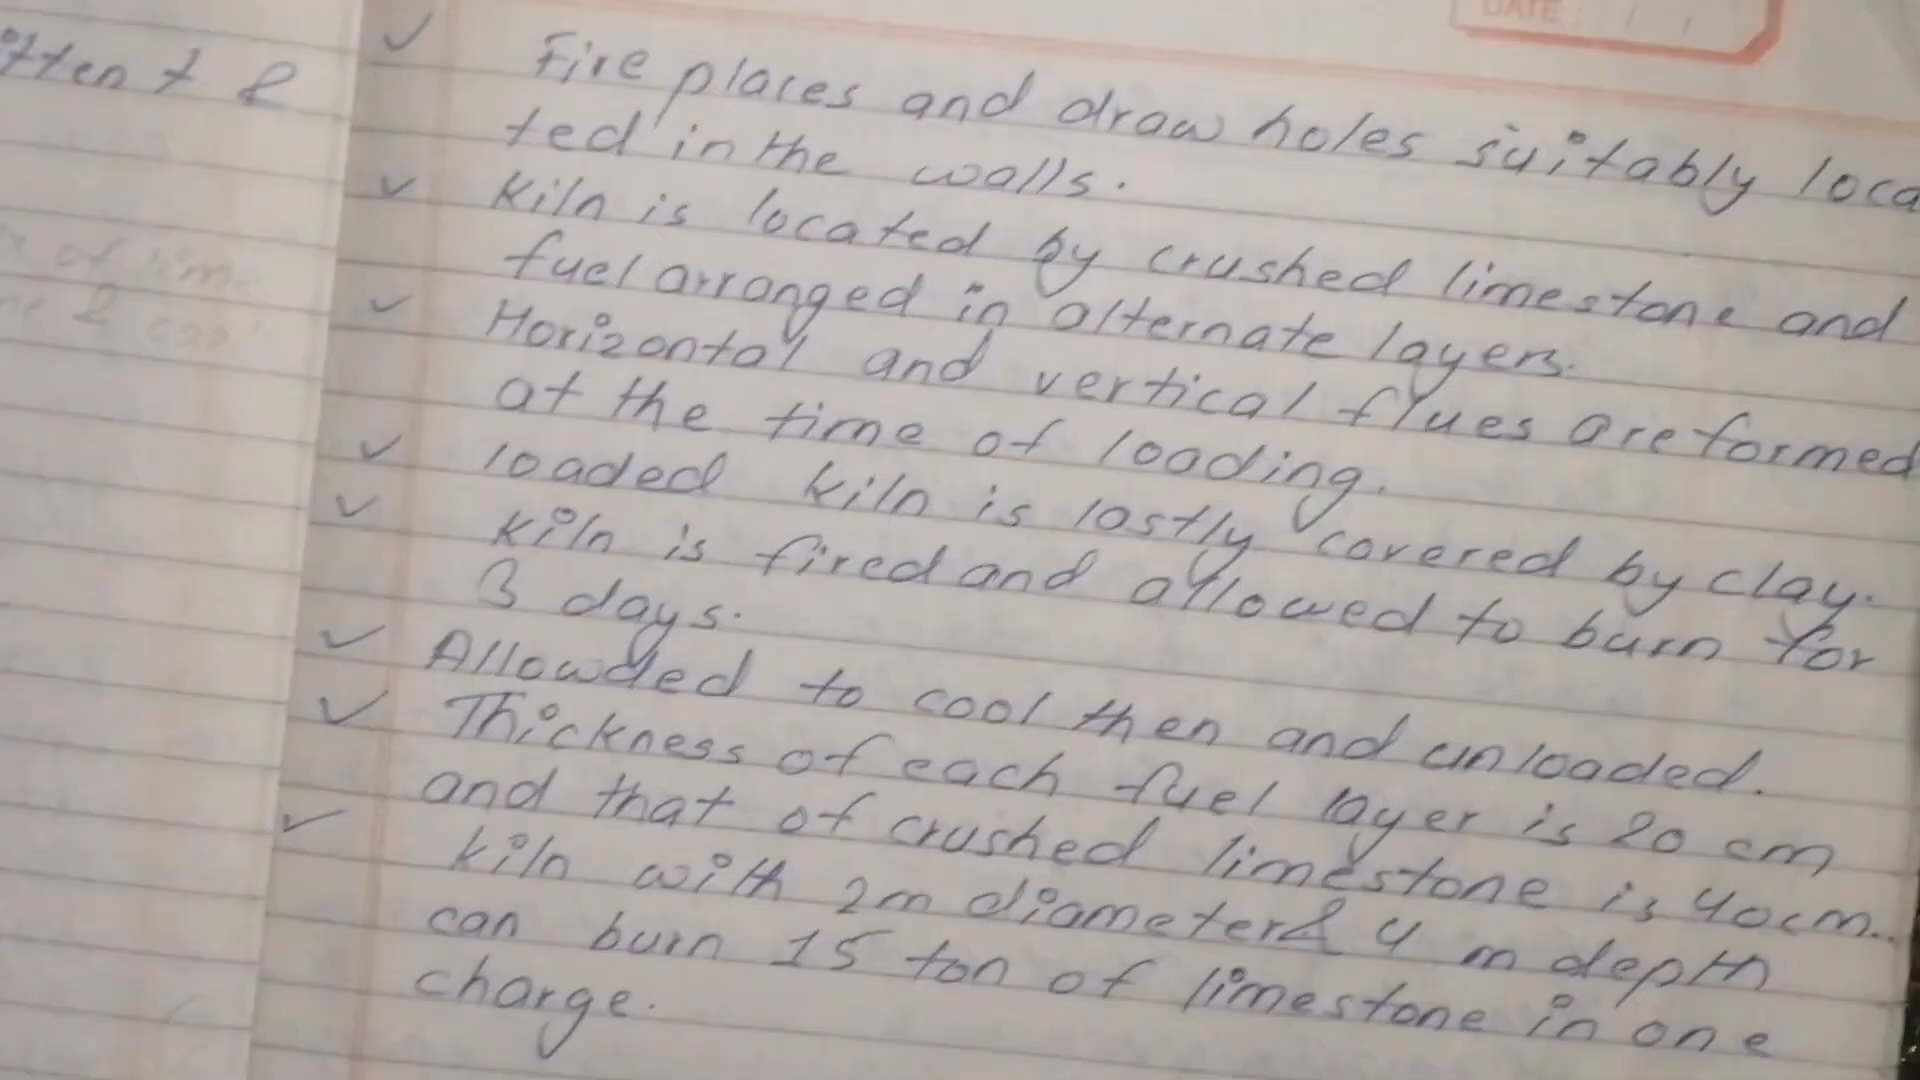 DATE
✓ Fire places and draw holes suitably loca
ted in the walls.
✓ Kiln is located by crushed limestone and
fuel arranged in alternate layers.
✓ Horizontal and vertical flues are formed
at the time of loading.
✓ loaded kiln is lastly covered by clay.
✓ Kiln is fired and allowed to burn for
3 days.
✓ Allowded to cool then and unloaded.
✓ Thickness of each fuel layer is 20 cm
and that of crushed limestone is 40cm.
✓ kiln with 2m diameter & 4 m depth
can burn 15 ton of limestone in one
charge.